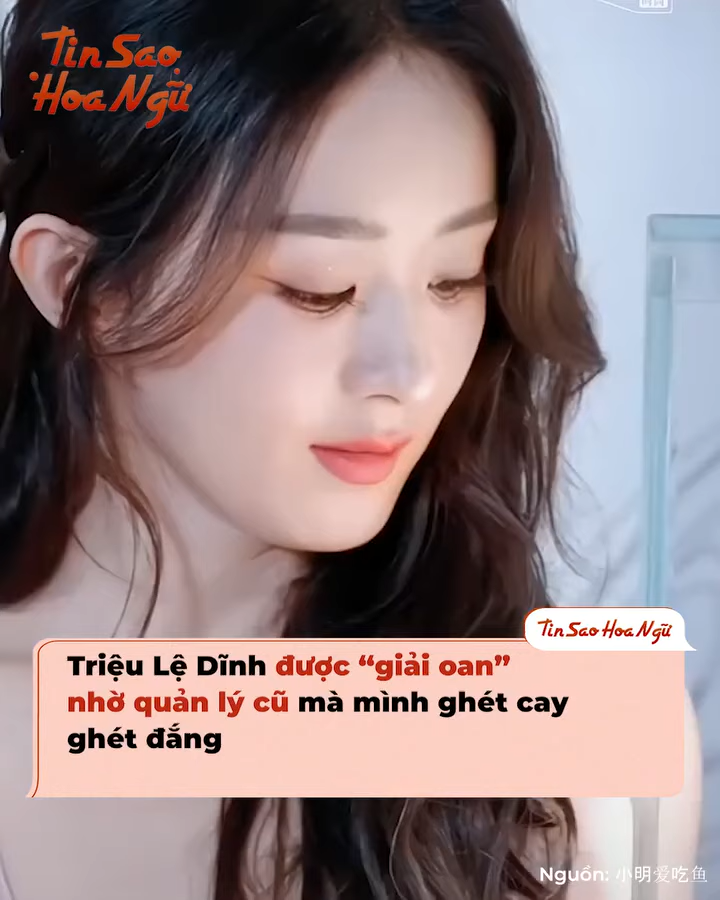 Tin Sao
Hoa Ngữ
Tin Sao Hoa Ngữ
Triệu Lệ Dĩnh được “giải oan”
nhờ quản lý cũ mà mình ghét cay
ghét đắng
Nguồn: 小明爱吃鱼